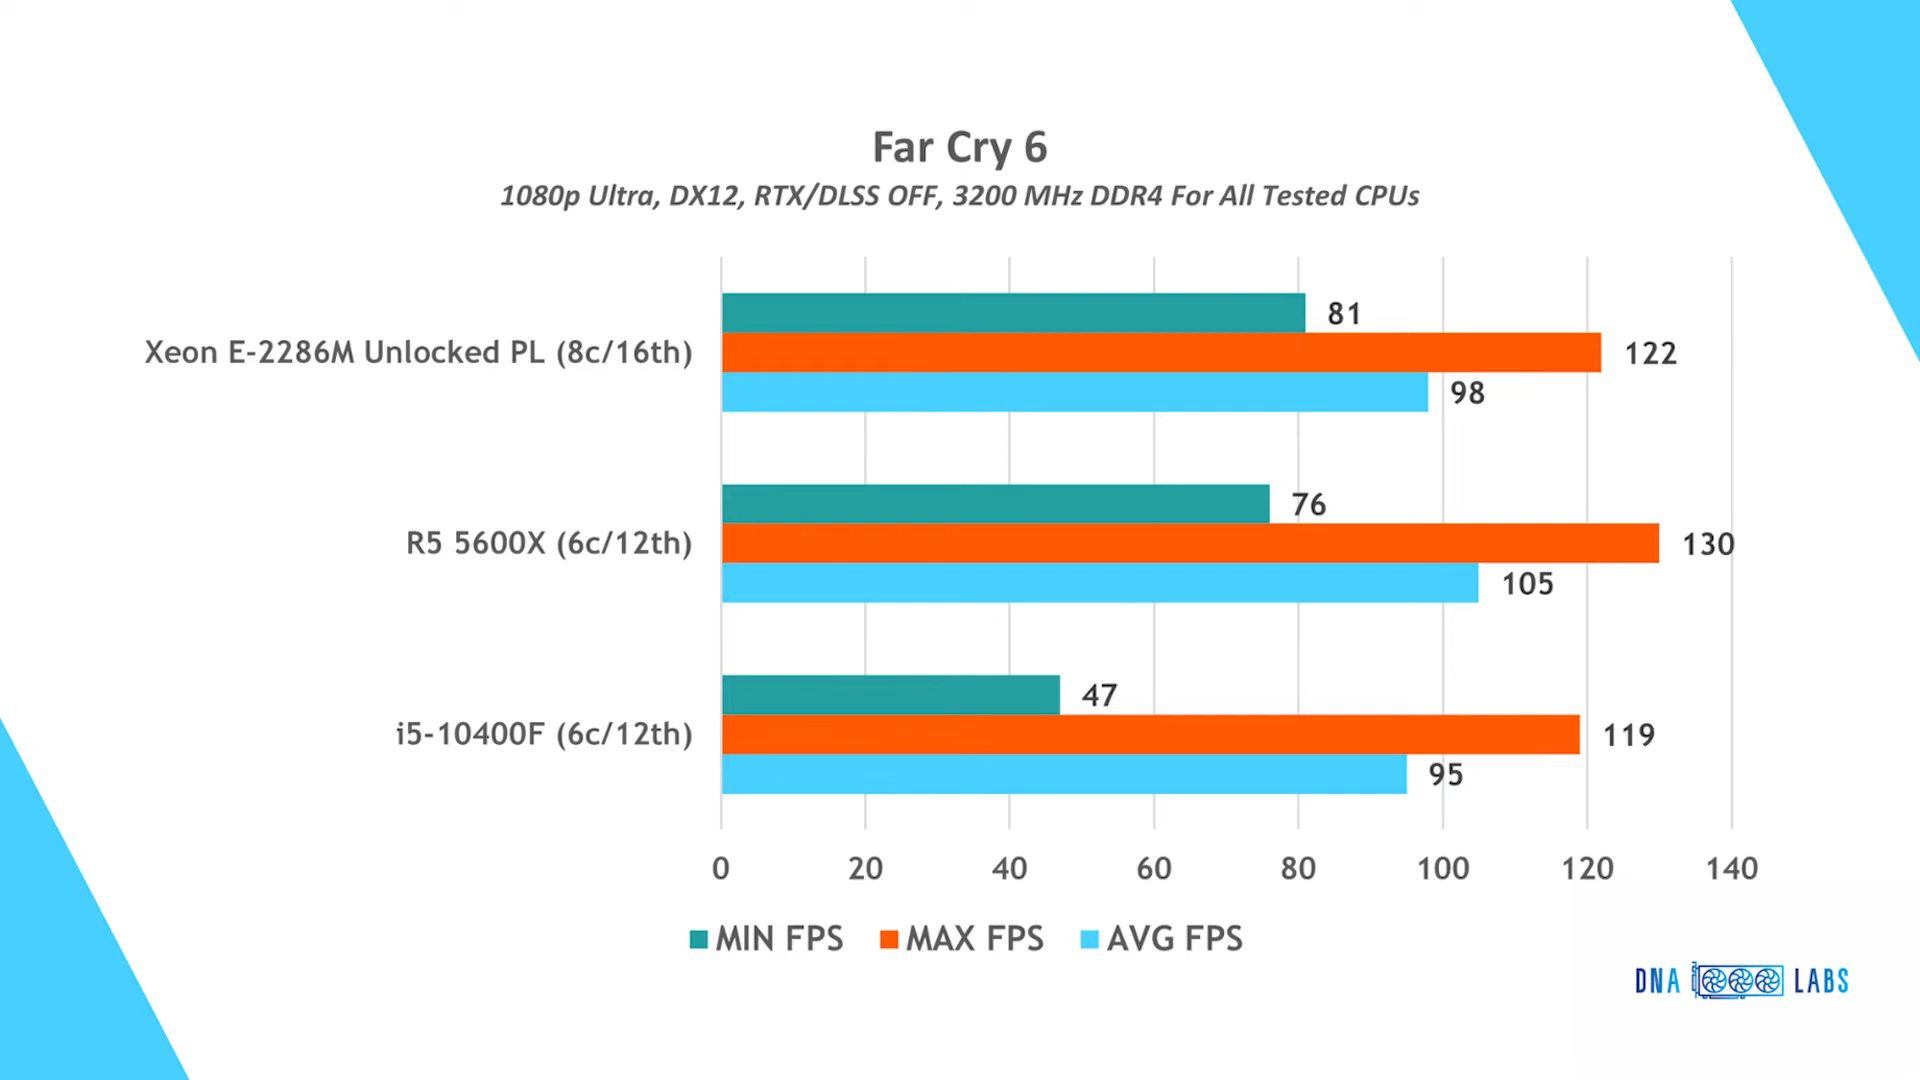 Far Cry 6
1080p Ultra, DX12, RTX/DLSS OFF, 3200 MHz DDR4 For All Tested CPUs
81
Xeon E-2286M Unlocked PL (8c/16th) 122
98
76
R5 5600X (6c/12th) 130
105
47
i5-10400F (6c/12th) 119
95
0 20 40 60 80 100 120 140
MIN FPS MAX FPS AVG FPS
DNA LABS